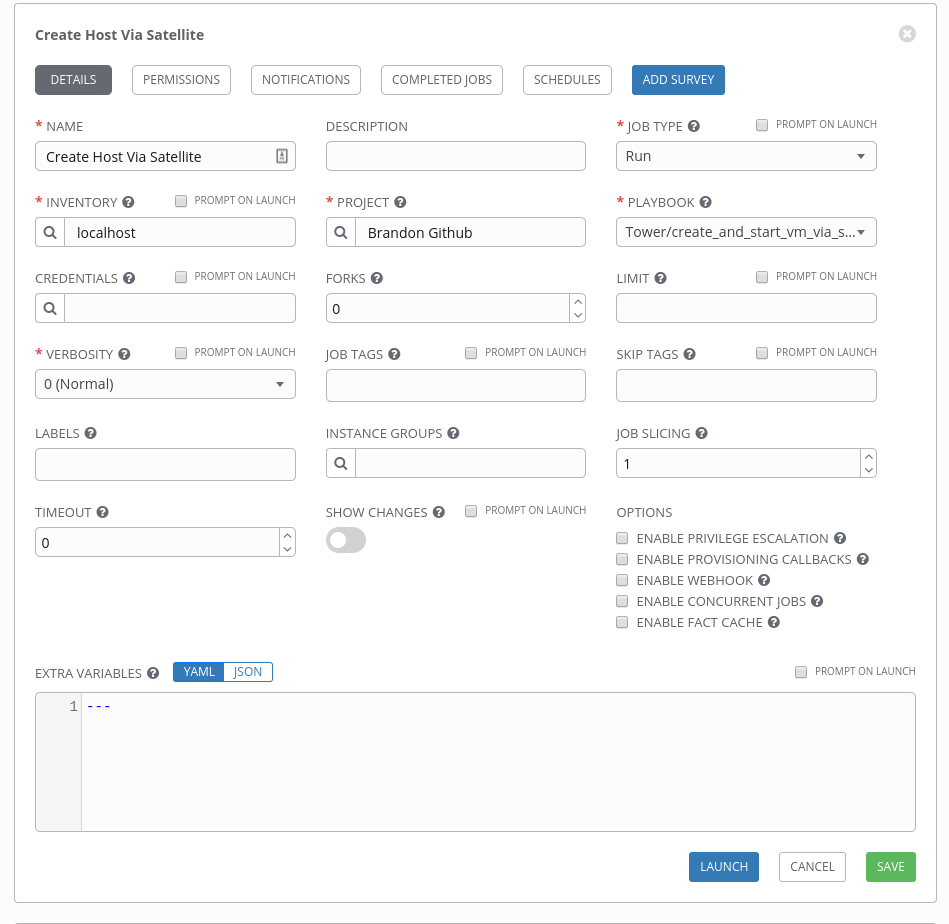 Create Host Via Satellite
DETAILS PERMISSIONS NOTIFICATIONS COMPLETED JOBS SCHEDULES ADD SURVEY
* NAME DESCRIPTION * JOB TYPE ? PROMPT ON LAUNCH
Create Host Via Satellite Run
* INVENTORY ? PROMPT ON LAUNCH * PROJECT ? * PLAYBOOK ?
localhost Brandon Github Tower/create_and_start_vm_via_s...
CREDENTIALS ? PROMPT ON LAUNCH FORKS ? LIMIT ? PROMPT ON LAUNCH
0
* VERBOSITY ? PROMPT ON LAUNCH JOB TAGS ? PROMPT ON LAUNCH SKIP TAGS ? PROMPT ON LAUNCH
0 (Normal)
LABELS ? INSTANCE GROUPS ? JOB SLICING ?
1
TIMEOUT ? SHOW CHANGES ? PROMPT ON LAUNCH OPTIONS
0
ENABLE PRIVILEGE ESCALATION ?
ENABLE PROVISIONING CALLBACKS ?
ENABLE WEBHOOK ?
ENABLE CONCURRENT JOBS ?
ENABLE FACT CACHE ?
EXTRA VARIABLES ? YAML JSON PROMPT ON LAUNCH
1 ---
LAUNCH CANCEL SAVE